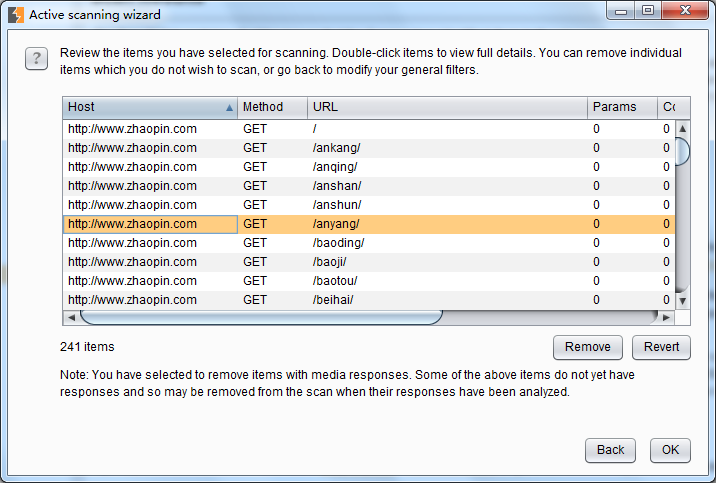 Active scanning wizard
?
Review the items you have selected for scanning. Double-click items to view full details. You can remove individual
items which you do not wish to scan, or go back to modify your general filters.
Host Method URL Params Co
http://www.zhaopin.com GET / 0 0
http://www.zhaopin.com GET /ankang/ 0 0
http://www.zhaopin.com GET /anqing/ 0 0
http://www.zhaopin.com GET /anshan/ 0 0
http://www.zhaopin.com GET /anshun/ 0 0
http://www.zhaopin.com GET /anyang/ 0 0
http://www.zhaopin.com GET /baoding/ 0 0
http://www.zhaopin.com GET /baoji/ 0 0
http://www.zhaopin.com GET /baotou/ 0 0
http://www.zhaopin.com GET /beihai/ 0 0
241 items Remove Revert
Note: You have selected to remove items with media responses. Some of the above items do not yet have
responses and so may be removed from the scan when their responses have been analyzed.
Back OK